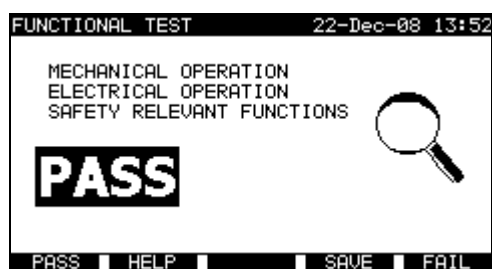 FUNCTIONAL TEST 22-Dec-08 13:52
MECHANICAL OPERATION
ELECTRICAL OPERATION
SAFETY RELEVANT FUNCTIONS
PASS
PASS HELP SAVE FAIL